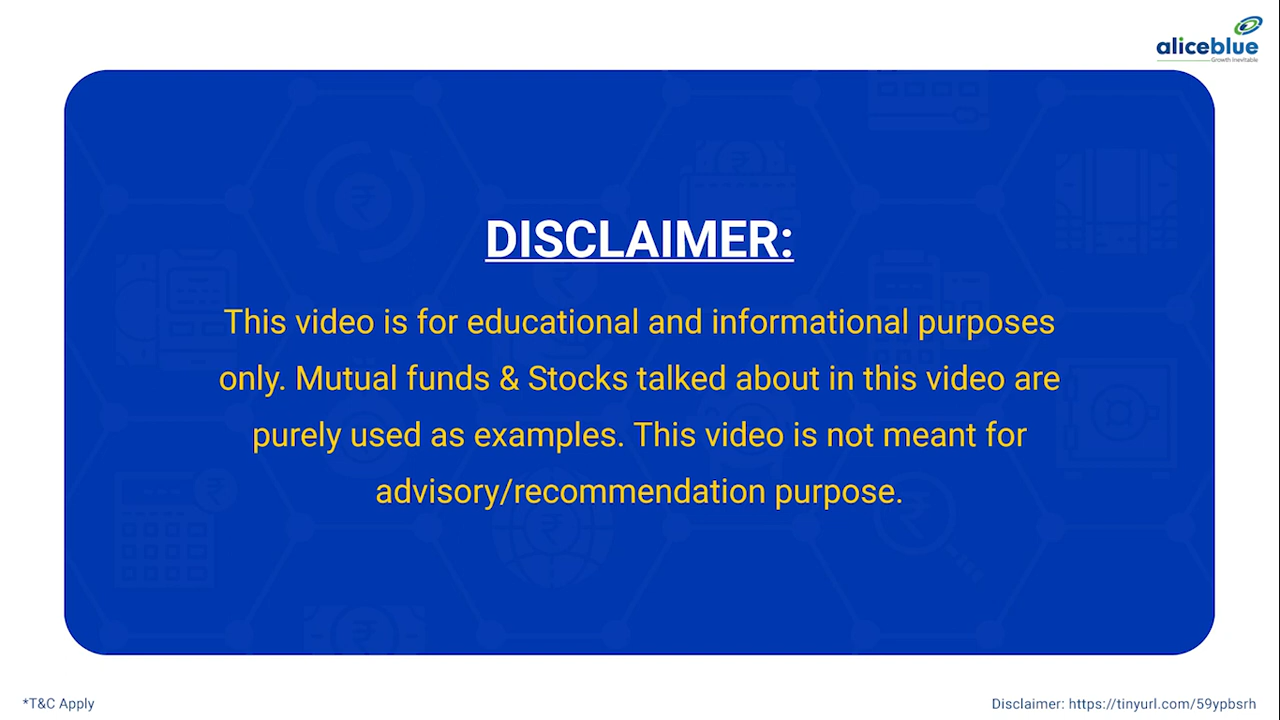 aliceblue
Growth Inevitable
DISCLAIMER:
This video is for educational and informational purposes
only. Mutual funds & Stocks talked about in this video are
purely used as examples. This video is not meant for
advisory/recommendation purpose.
*T&C Apply
Disclaimer: https://tinyurl.com/59ypbsrh